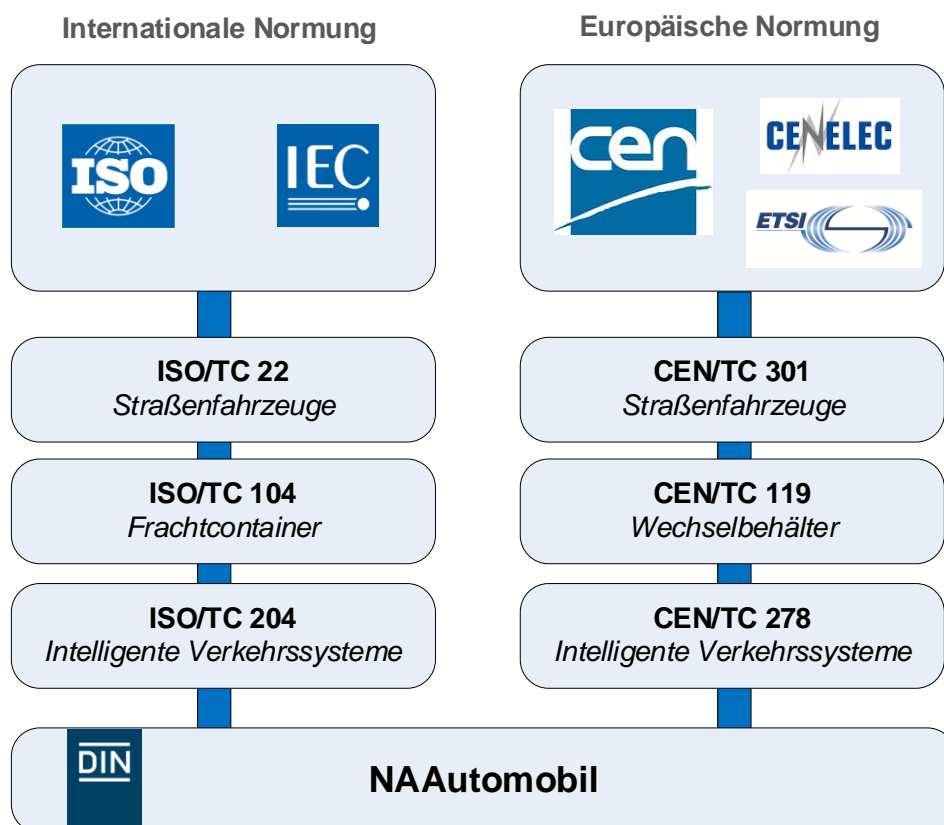 Internationale Normung
Europäische Normung
ISO
IEC
cen
CENELEC
ETSI
ISO/TC 22
Straßenfahrzeuge
CEN/TC 301
Straßenfahrzeuge
ISO/TC 104
Frachtcontainer
CEN/TC 119
Wechselbehälter
ISO/TC 204
Intelligente Verkehrssysteme
CEN/TC 278
Intelligente Verkehrssysteme
DIN
NAAutomobil